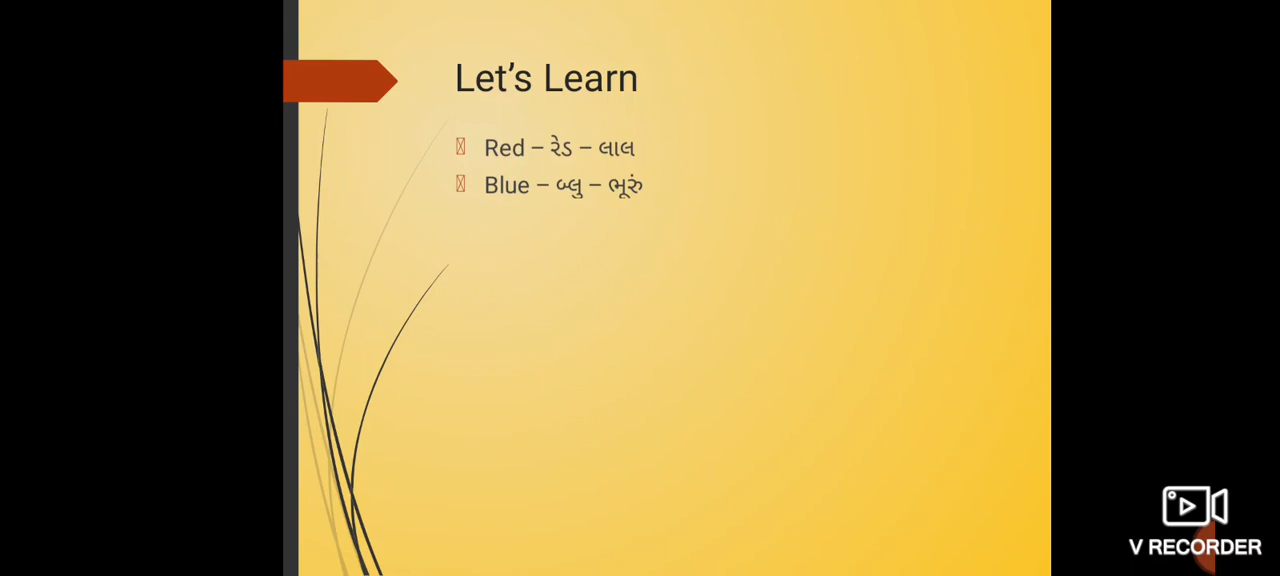 Let's Learn
Red – રેડ – લાલ
Blue – બ્લુ – ભૂરું
V RECORDER